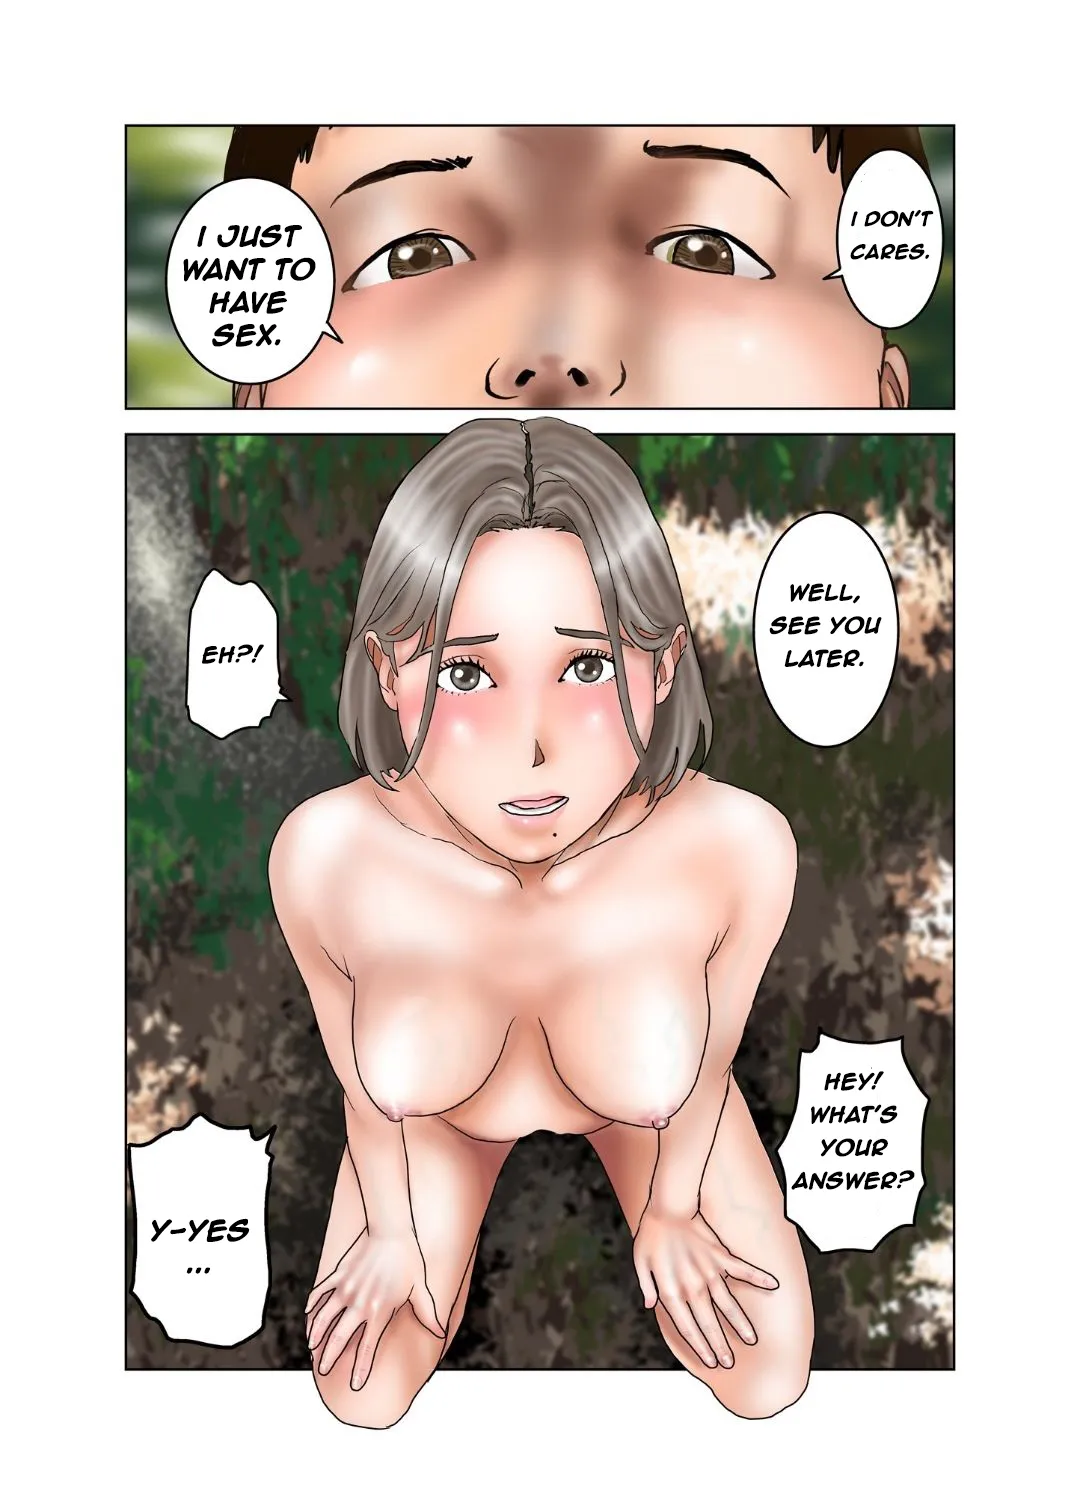 I JUST
WANT TO
HAVE
SEX.
I DON'T
CARES.
EH?!
WELL,
SEE YOU
LATER.
HEY!
WHAT'S
YOUR
ANSWER?
Y-YES
...